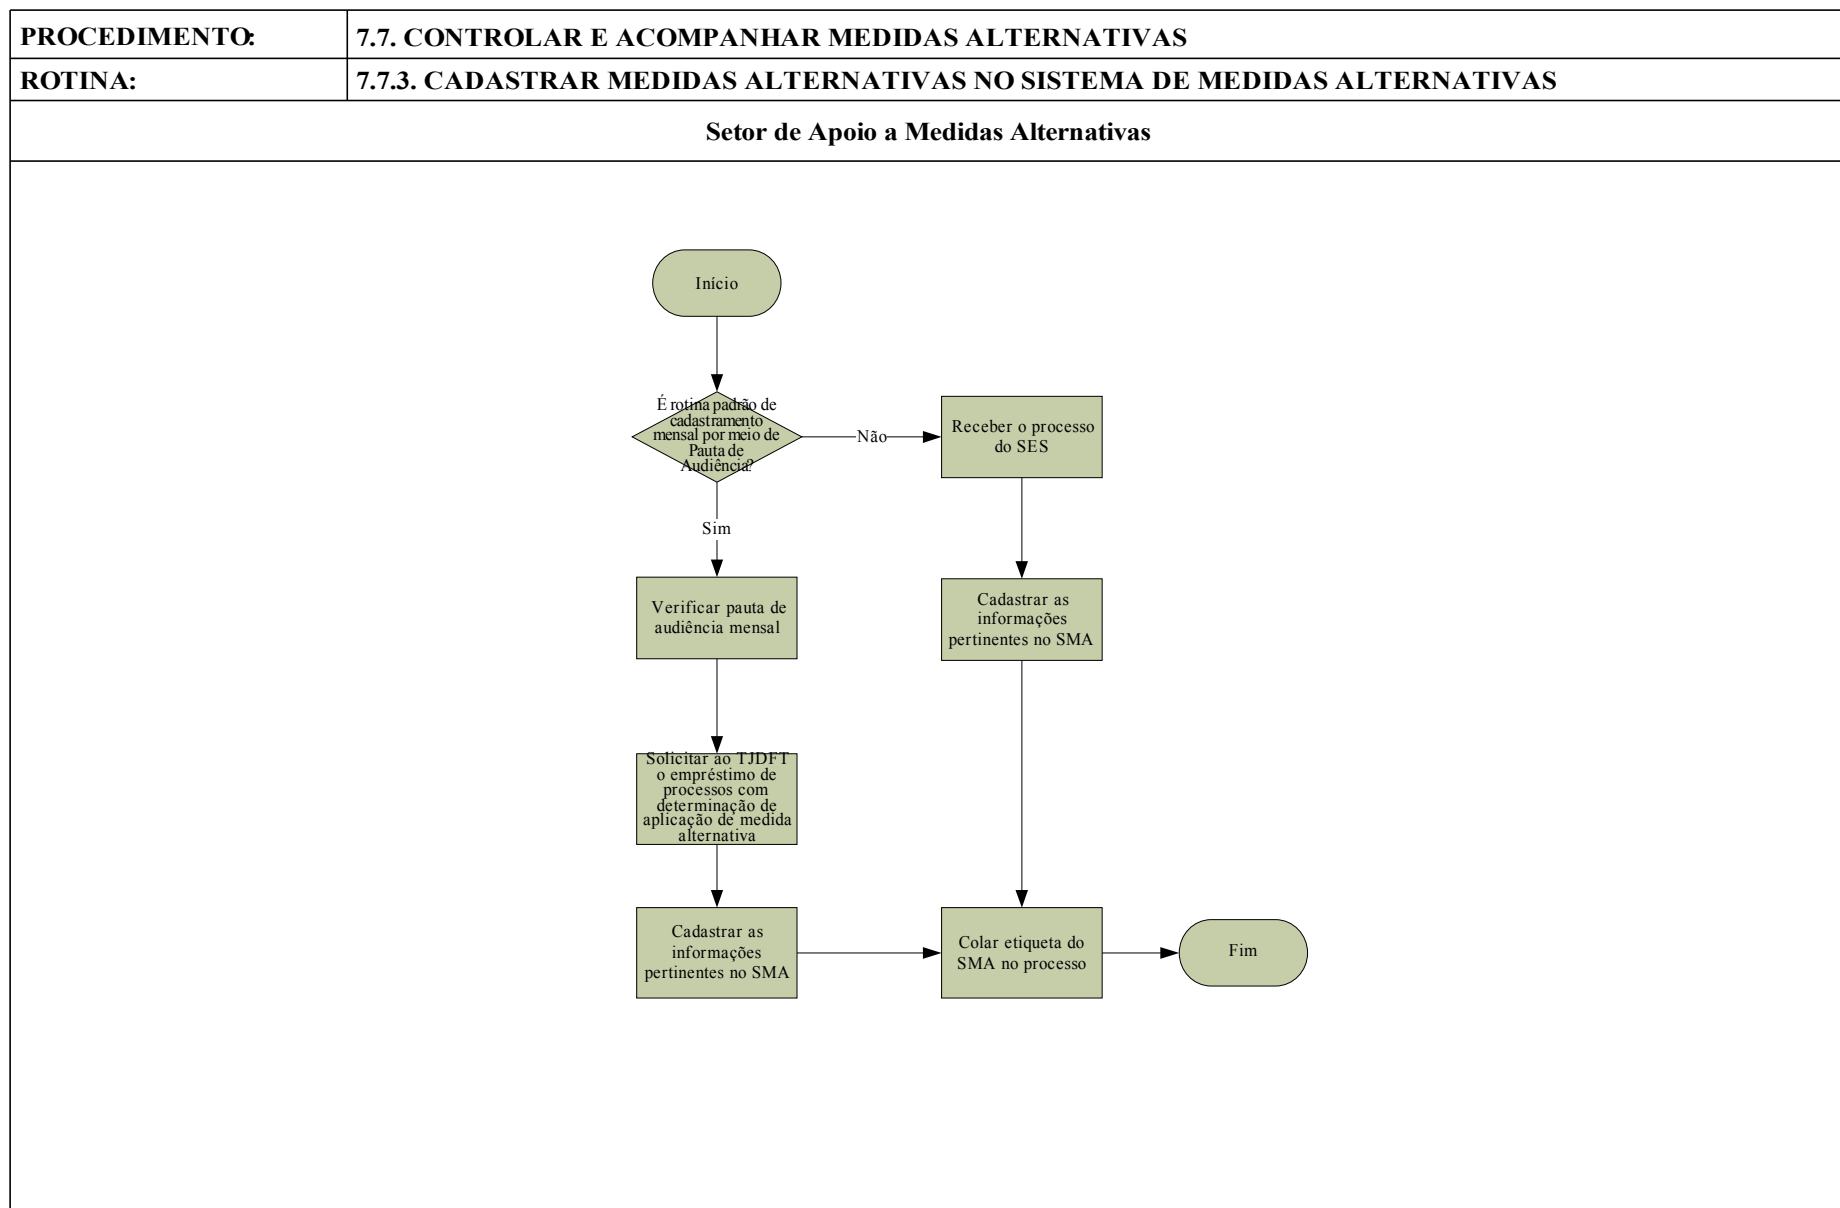 PROCEDIMENTO:
7.7. CONTROLAR E ACOMPANHAR MEDIDAS ALTERNATIVAS
ROTINA:
7.7.3. CADASTRAR MEDIDAS ALTERNATIVAS NO SISTEMA DE MEDIDAS ALTERNATIVAS
Setor de Apoio a Medidas Alternativas
Início
É rotina padrão de
cadastramento
mensal por meio de
Pauta de
Audiência?
Não
Receber o processo
do SES
Sim
Verificar pauta de
audiência mensal
Cadastrar as
informações
pertinentes no SMA
Solicitar ao TJDFT
o empréstimo de
processos com
determinação de
aplicação de medida
alternativa
Cadastrar as
informações
pertinentes no SMA
Colar etiqueta do
SMA no processo
Fim